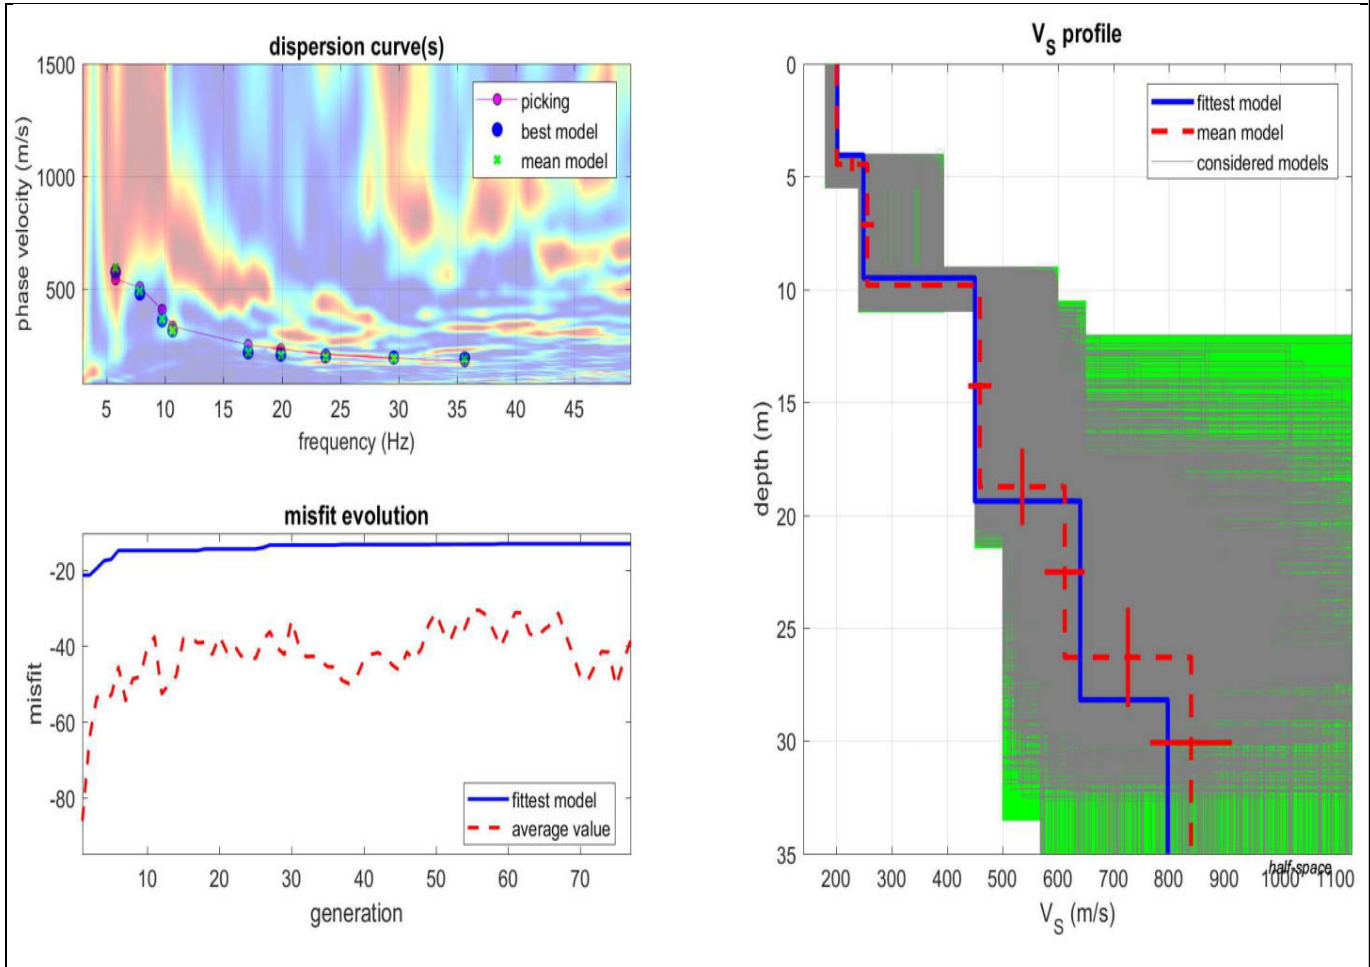 dispersion curve(s)
1500
1000
500
phase velocity (m/s)
picking
best model
mean model
5 10 15 20 25 30 35 40 45
frequency (Hz)
misfit evolution
-20
-40
-60
-80
misfit
fittest model
average value
10 20 30 40 50 60 70
generation
VS profile
0
5
10
15
20
25
30
35
depth (m)
fittest model
mean model
considered models
half-space
200 300 400 500 600 700 800 900 1000 1100
VS (m/s)